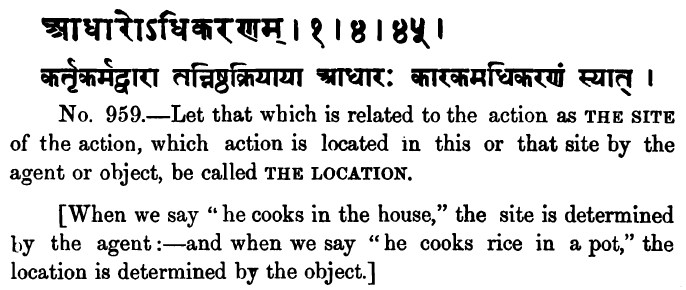 आधारोऽधिकरणम् । १ । ४ । ४५ ।
कर्तृकर्मद्वारा तन्निष्ठक्रियाया आधारः कारकमधिकरणं स्यात् ।
No. 959.—Let that which is related to the action as THE SITE
of the action, which action is located in this or that site by the
agent or object, be called THE LOCATION.
[When we say “he cooks in the house,” the site is determined
by the agent:—and when we say “he cooks rice in a pot,” the
location is determined by the object.]